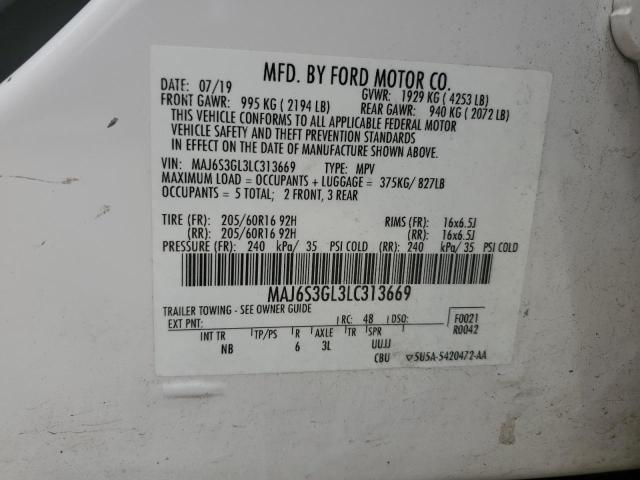 MFD. BY FORD MOTOR CO.
DATE: 07/19 GVWR: 1929 KG ( 4253 LB)
FRONT GAWR: 995 KG ( 2194 LB) REAR GAWR: 940 KG ( 2072 LB)
THIS VEHICLE CONFORMS TO ALL APPLICABLE FEDERAL MOTOR
VEHICLE SAFETY AND THEFT PREVENTION STANDARDS
IN EFFECT ON THE DATE OF MANUFACTURE SHOWN ABOVE.
VIN: MAJ6S3GL3LC313669 TYPE: MPV
MAXIMUM LOAD = OCCUPANTS + LUGGAGE = 375KG/ 827LB
OCCUPANTS = 5 TOTAL; 2 FRONT, 3 REAR
TIRE (FR): 205/60R16 92H RIMS (FR): 16x6.5J
(RR): 205/60R16 92H (RR): 16x6.5J
PRESSURE (FR): 240 kPa/ 35 PSI COLD (RR): 240 kPa/ 35 PSI COLD
MAJ6S3GL3LC313669
TRAILER TOWING - SEE OWNER GUIDE
EXT PNT: RC: 48 DSO: F0021
R0042
INT TR TP/PS R AXLE TR SPR
NB 6 3L UUJJ
CBU 5U5A-5420472-AA